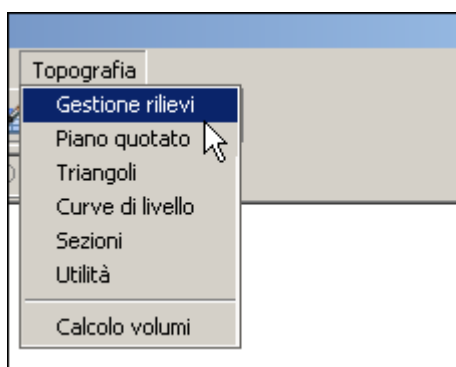 Topografia
Gestione rilievi
Piano quotato
Triangoli
Curve di livello
Sezioni
Utilità
Calcolo volumi